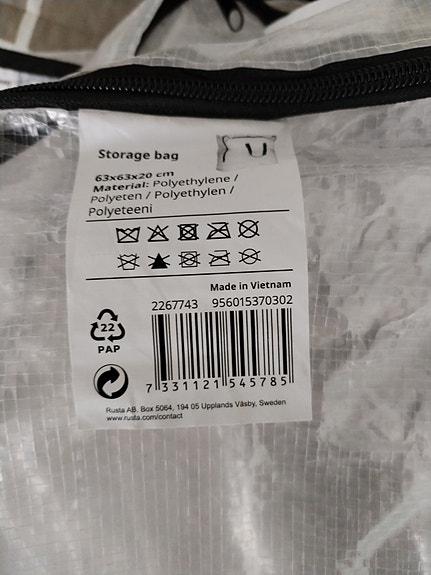 Storage bag
63x63x20 cm
Material: Polyethylene /
Polyeten / Polyethylen /
Polyeteeni
Made in Vietnam
2267743 956015370302
22
PAP
7 331121 545785
Rusta AB. Box 5064, 194 05 Upplands Väsby, Sweden
www.rusta.com/contact